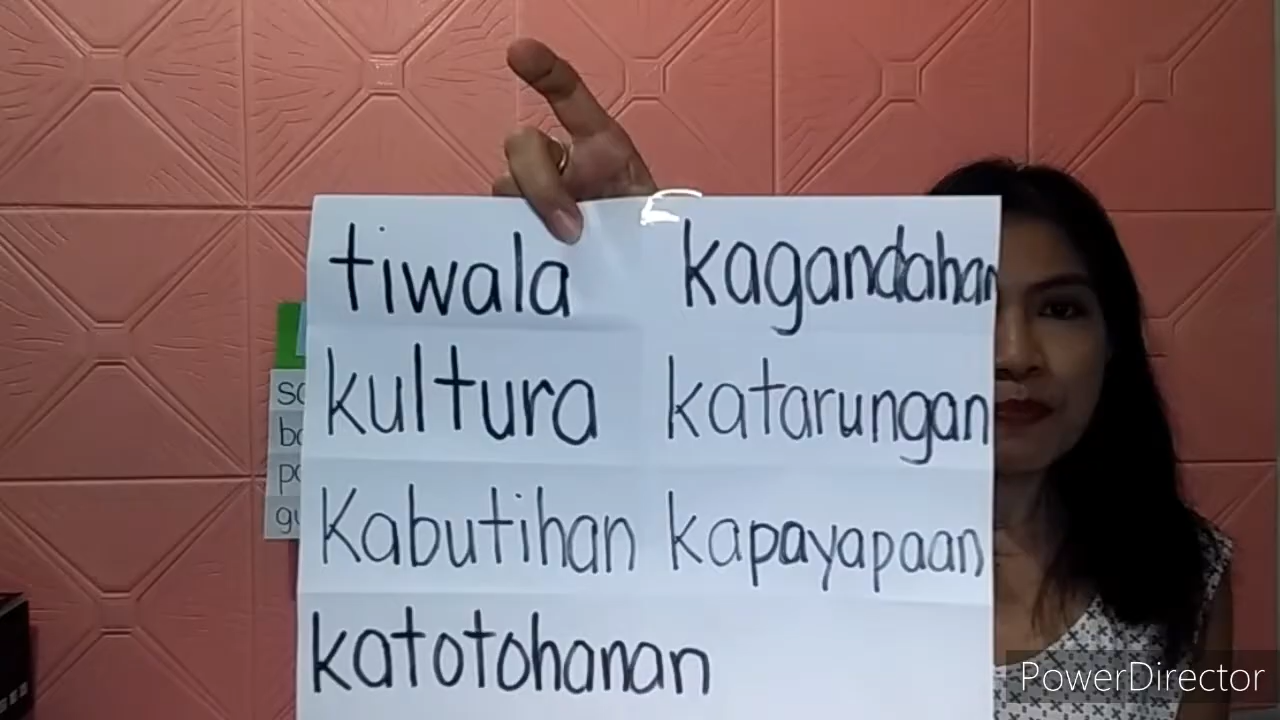 tiwala kagandahan
kultura katarungan
Kabutihan kapayapaan
katotohanan
PowerDirector